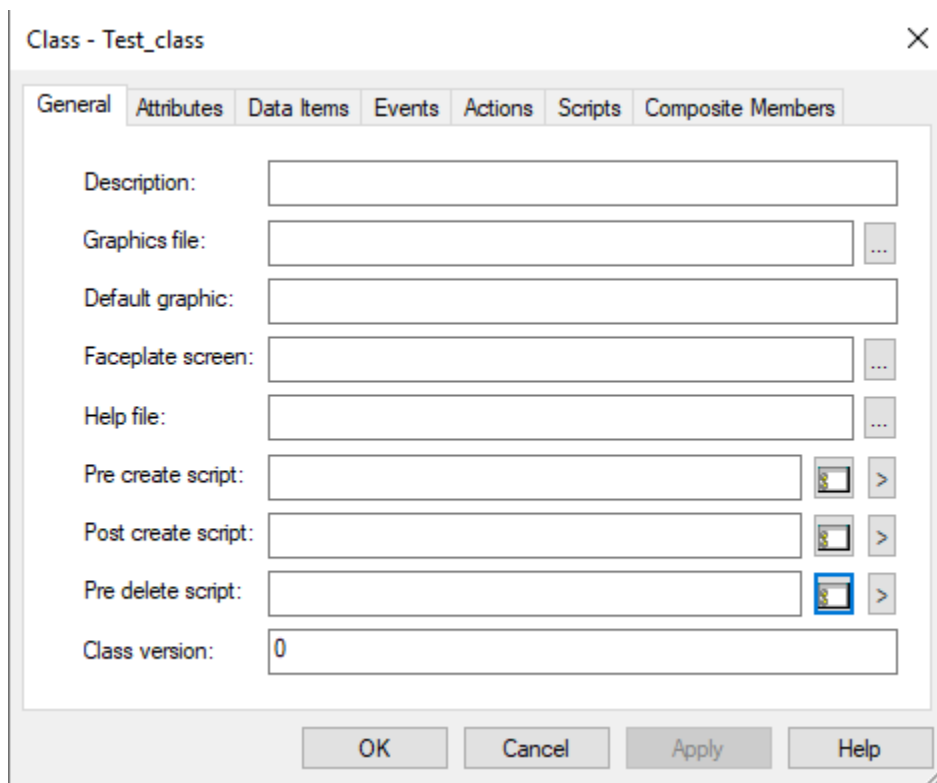 Class - Test_class
General Attributes Data Items Events Actions Scripts Composite Members
Description:
Graphics file: ...
Default graphic:
Faceplate screen: ...
Help file: ...
Pre create script: >
Post create script: >
Pre delete script: >
Class version: 0
OK Cancel Apply Help